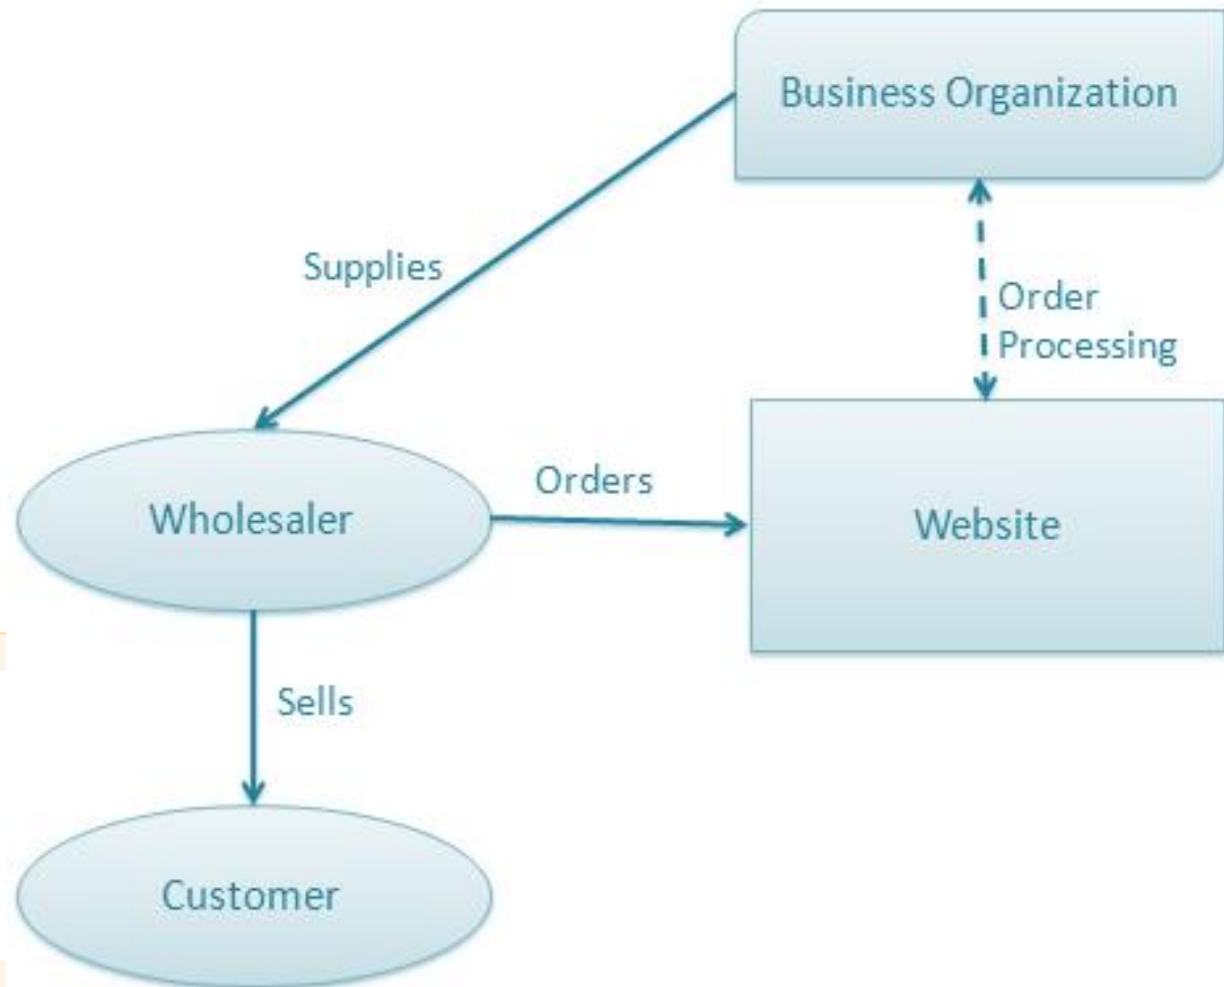 Business Organization
Supplies
Order
Processing
Orders
Wholesaler
Website
Sells
Customer